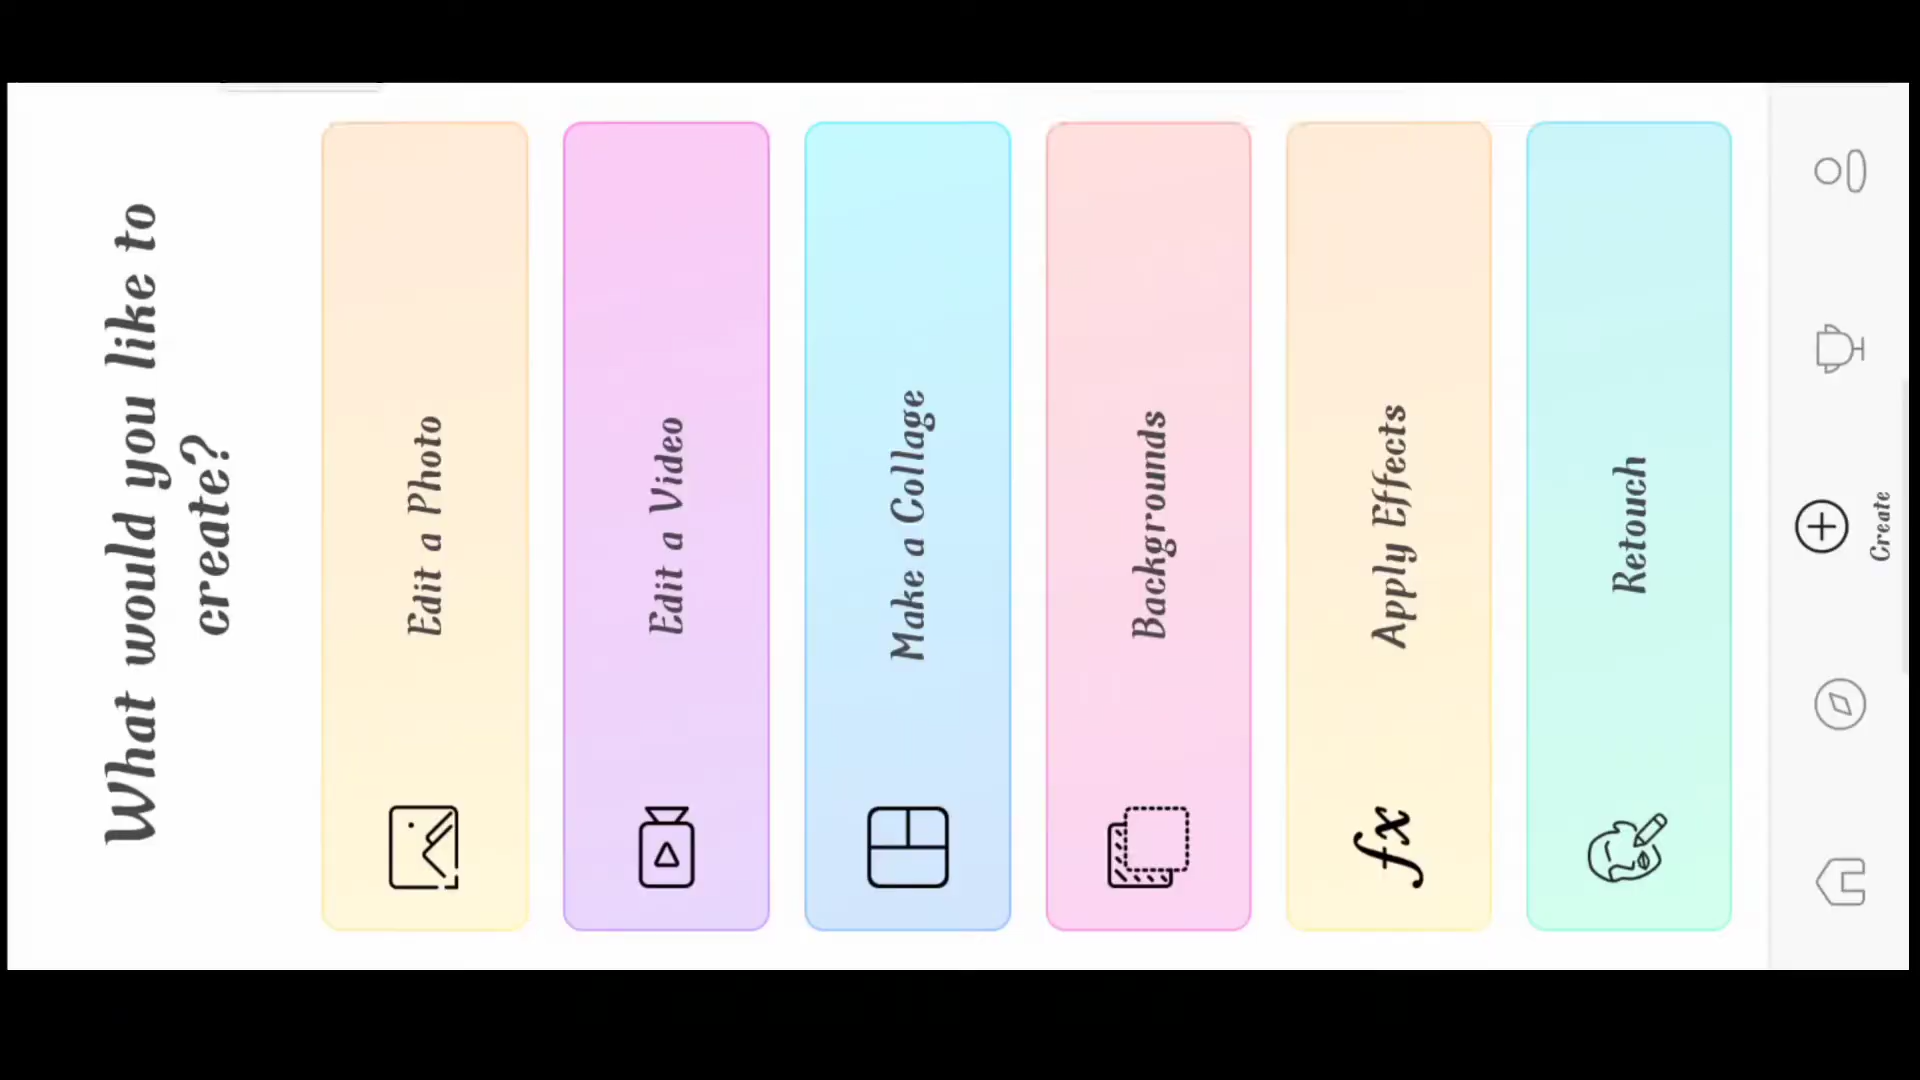 What would you like to
create?
Edit a Photo
Edit a Video
Make a Collage
Backgrounds
fx Apply Effects
Retouch
Create